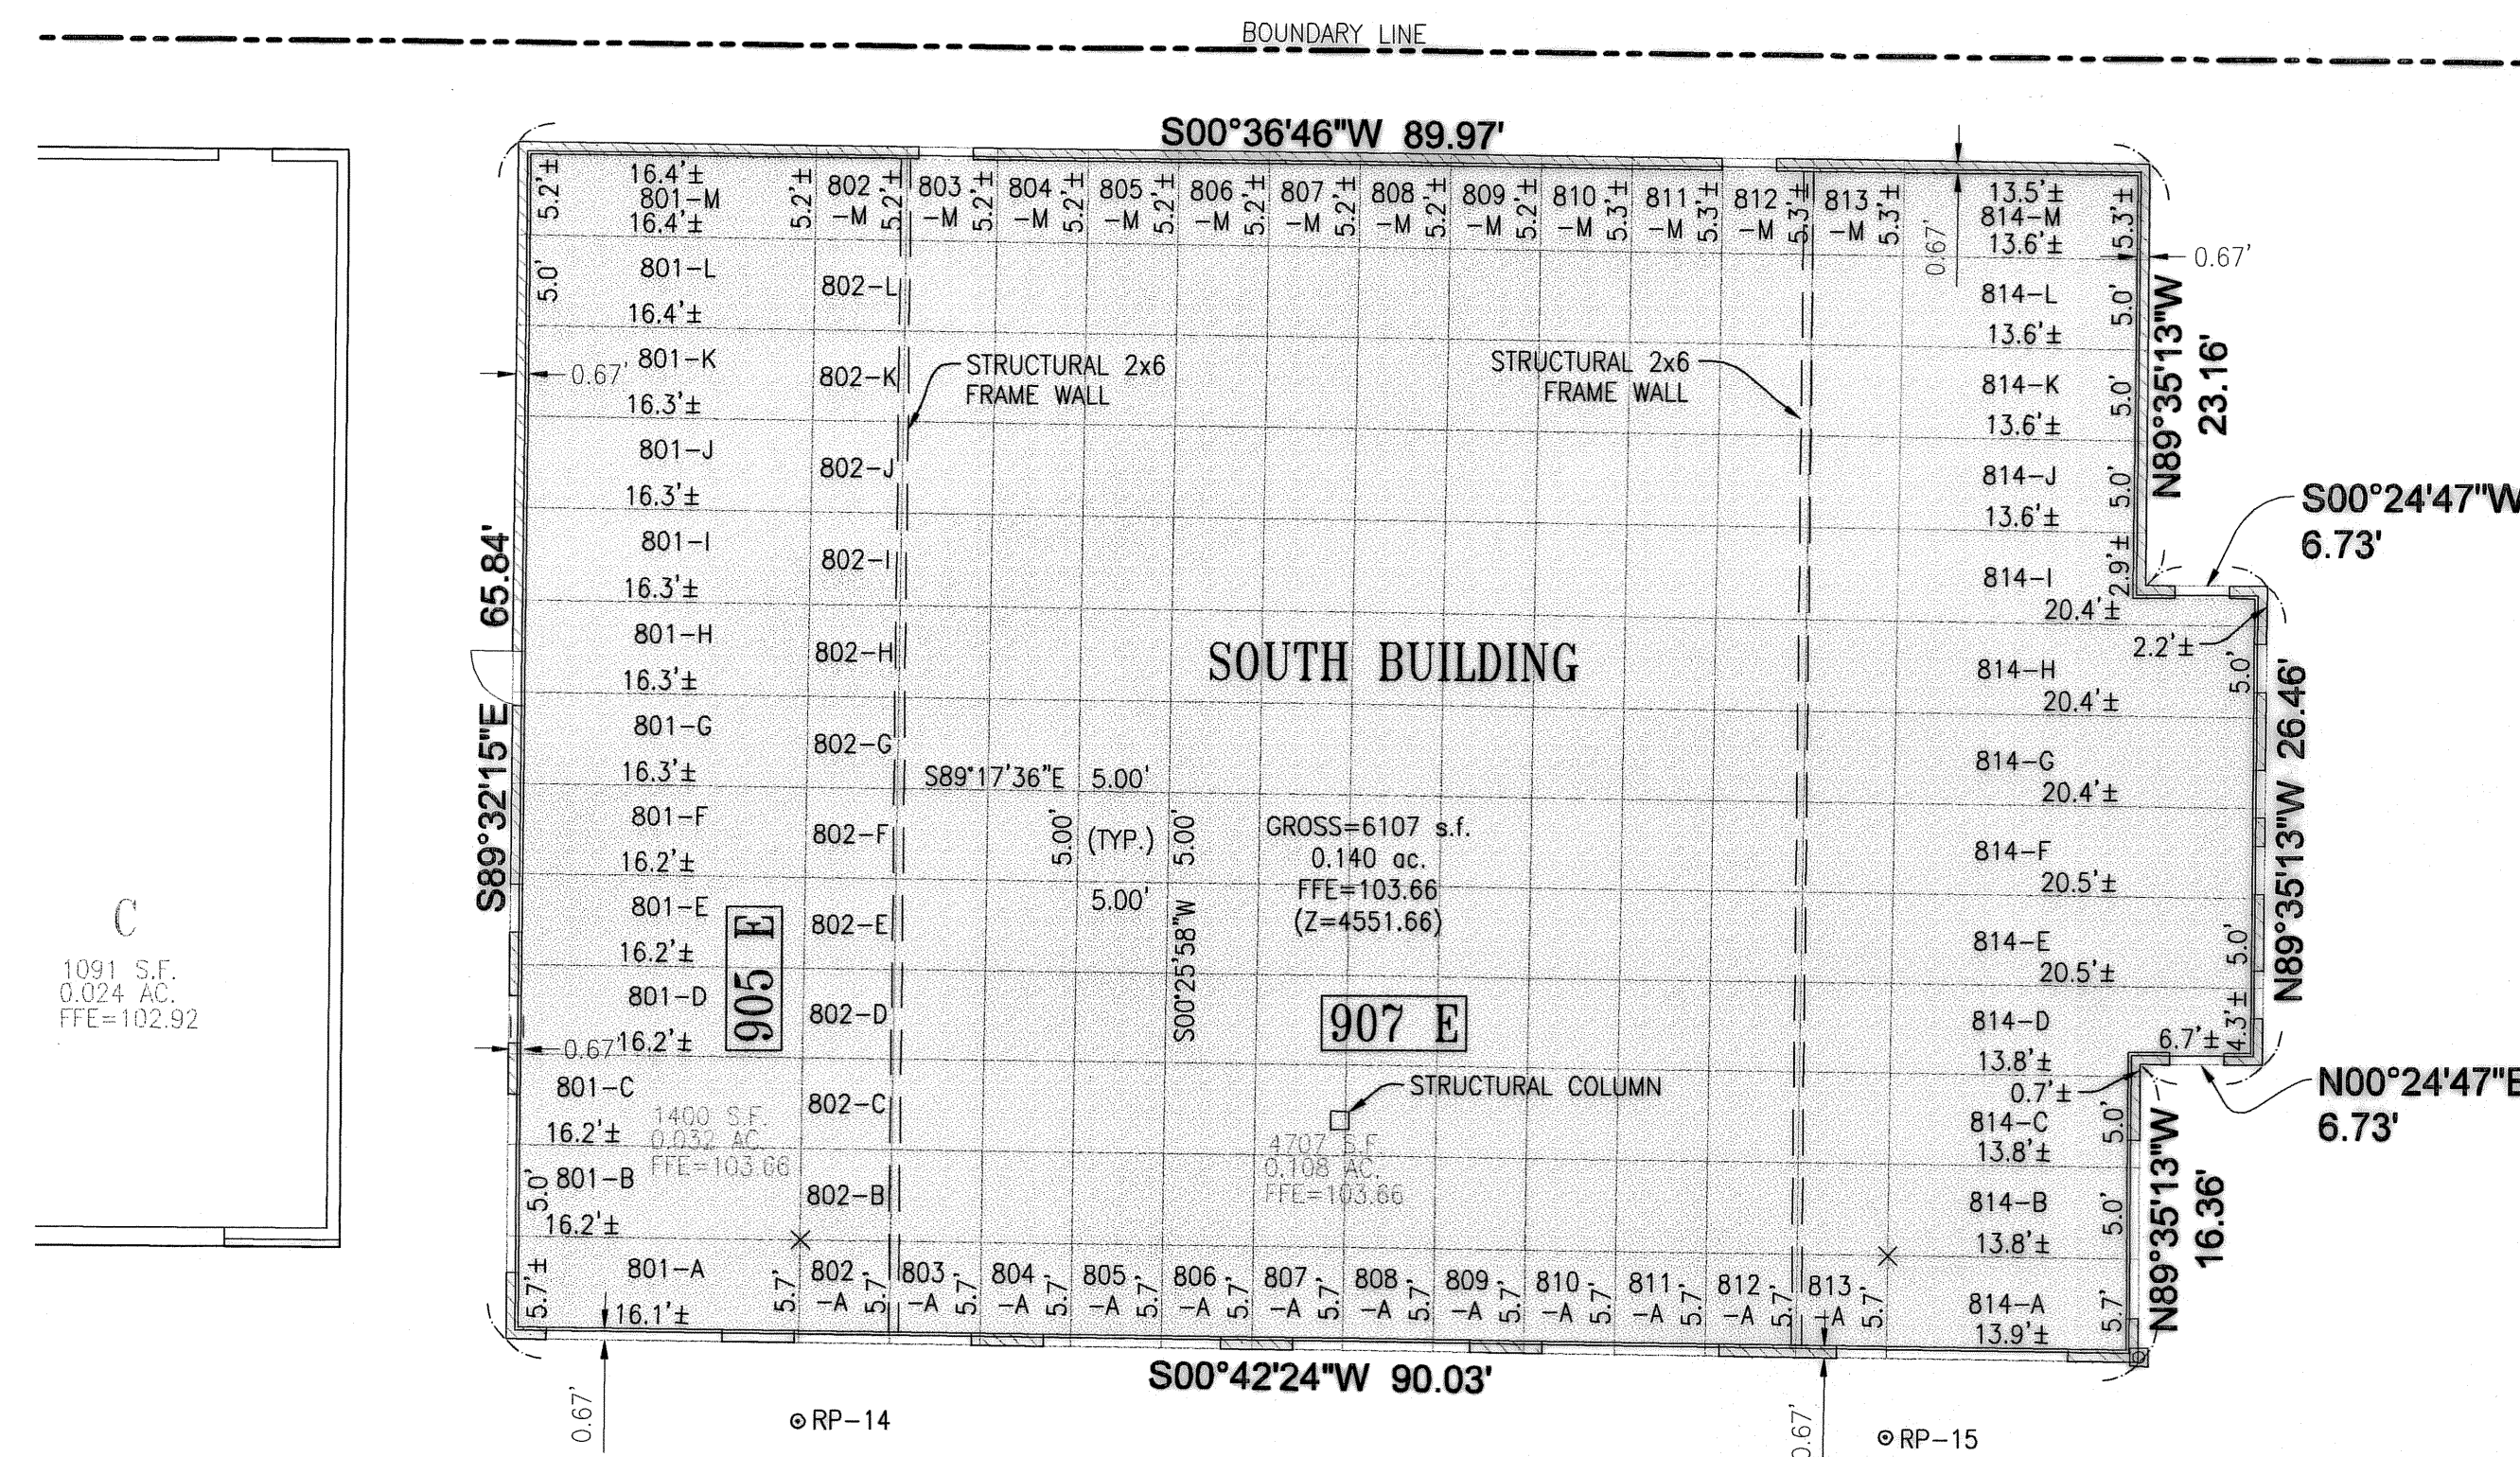 BOUNDARY LINE
S00°36'46"W 89.97'
5.2'±
16.4'±
801-M
16.4'±
5.2'±
802
-M
5.2'±
803
-M
5.2'±
804
-M
5.2'±
805
-M
5.2'±
806
-M
5.2'±
807
-M
5.2'±
808
-M
5.2'±
809
-M
5.2'±
810
-M
5.3'±
811
-M
5.3'±
812
-M
5.3'±
813
-M
5.3'±
0.67'
13.5'±
814-M
13.6'±
5.3'±
0.67'
5.0'
801-L
16.4'±
802-L
814-L
13.6'±
5.0'
N89°35'13"W
23.16'
0.67'
801-K
16.3'±
802-K
STRUCTURAL 2x6
FRAME WALL
STRUCTURAL 2x6
FRAME WALL
814-K
13.6'±
5.0'
801-J
16.3'±
802-J
814-J
13.6'±
5.0'
S00°24'47"W
6.73'
801-I
16.3'±
802-I
814-I
2.9'±
20.4'±
2.2'±
S89°32'15"E 65.84'
801-H
16.3'±
802-H
SOUTH BUILDING
814-H
20.4'±
5.0'
N89°35'13"W 26.46'
801-G
16.3'±
802-G
S89°17'36"E 5.00'
814-G
20.4'±
801-F
16.2'±
802-F
5.00'
(TYP.)
5.00'
5.00'
S00°25'58"W
GROSS=6107 s.f.
0.140 ac.
FFE=103.66
(Z=4551.66)
814-F
20.5'±
801-E
16.2'±
905 E
802-E
814-E
20.5'±
5.0'
C
1091 S.F.
0.024 AC.
FFE=102.92
801-D
16.2'±
0.67'
802-D
907 E
814-D
13.8'±
6.7'±
4.3'±
0.7'±
N00°24'47"E
6.73'
801-C
16.2'±
802-C
STRUCTURAL COLUMN
814-C
13.8'±
5.0'
1400 S.F.
0.032 AC.
FFE=103.66
4707 S.F.
0.108 AC.
FFE=103.66
801-B
5.0'
16.2'±
802-B
814-B
13.8'±
5.0'
N89°35'13"W
16.36'
5.7'±
801-A
16.1'±
5.7'
802
-A
5.7'
803
-A
5.7'
804
-A
5.7'
805
-A
5.7'
806
-A
5.7'
807
-A
5.7'
808
-A
5.7'
809
-A
5.7'
810
-A
5.7'
811
-A
5.7'
812
-A
5.7'
813
-A
5.7'
814-A
13.9'±
5.7'
S00°42'24"W 90.03'
0.67'
RP-14
0.67'
RP-15